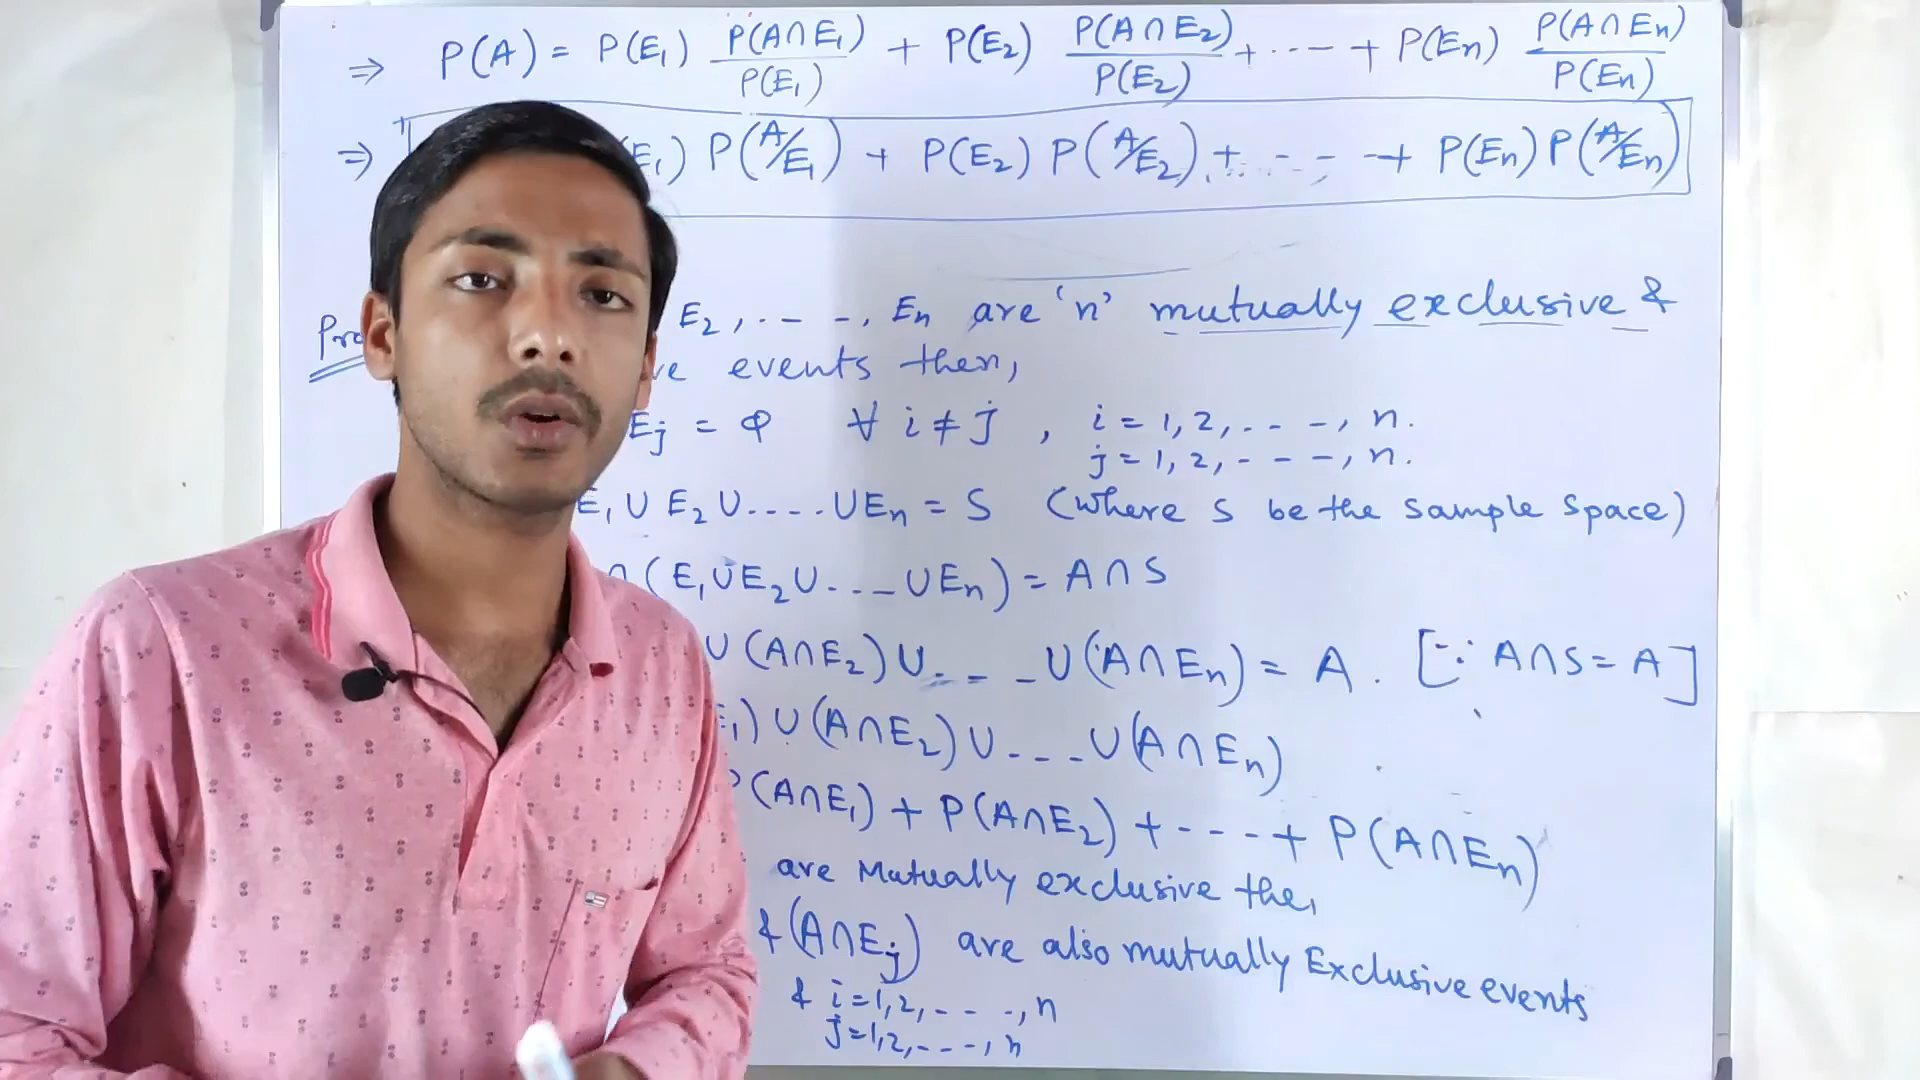 ⇒ P(A) = P(E₁) P(A∩E₁)/P(E₁) + P(E₂) P(A∩E₂)/P(E₂) + ---- + P(En) P(A∩En)/P(En)
⇒ E₁) P(A/E₁) + P(E₂) P(A/E₂) + - - - + P(En) P(A/En)
E₂, - - -, En are 'n' mutually exclusive &
ve events then,
Ej = Φ ∀ i ≠ j , i = 1, 2, - - -, n.
j = 1, 2, - - - -, n.
E₁ ∪ E₂ ∪ .... ∪ En = S (where S be the sample space)
∩ (E₁∪E₂∪ ---- ∪En) = A∩S
∪ (A∩E₂) ∪ - - - ∪ (A∩En) = A . [∵ A∩S = A]
E₁) ∪ (A∩E₂) ∪ - - - - ∪ (A∩En)
P(A∩E₁) + P(A∩E₂) + - - - - + P(A∩En)
are Mutually exclusive the,
& (A∩Ej) are also mutually Exclusive events
& i = 1, 2, - - -, n
j = 1, 2, - - - -, n